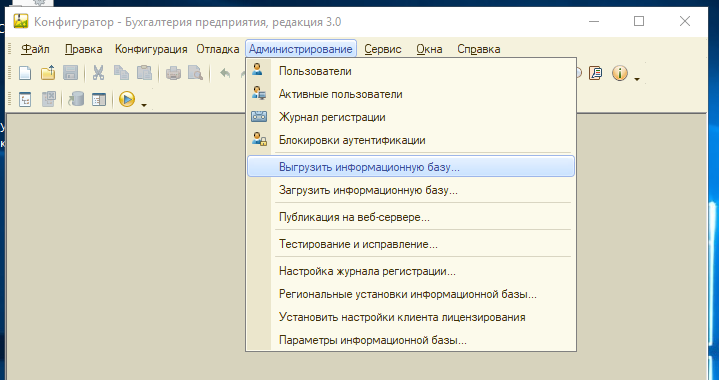 Конфигуратор - Бухгалтерия предприятия, редакция 3.0
Файл Правка Конфигурация Отладка Администрирование Сервис Окна Справка
Пользователи
Активные пользователи
Журнал регистрации
Блокировки аутентификации
Выгрузить информационную базу...
Загрузить информационную базу...
Публикация на веб-сервере...
Тестирование и исправление...
Настройка журнала регистрации...
Региональные установки информационной базы...
Установить настройки клиента лицензирования
Параметры информационной базы...